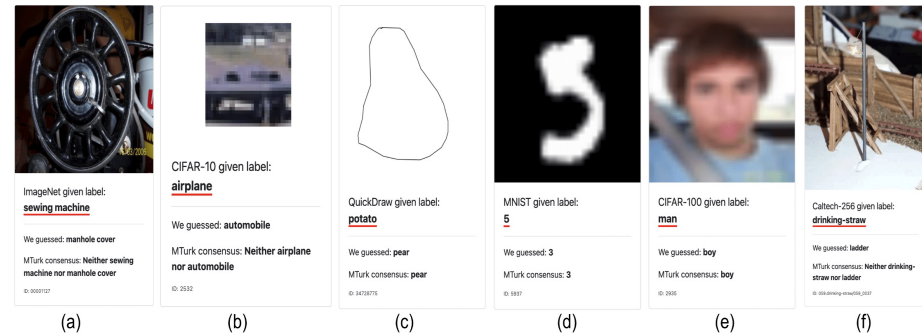 ImageNet given label:
sewing machine
We guessed: manhole cover
MTurk consensus: Neither sewing
machine nor manhole cover
ID: 00001127
(a)
CIFAR-10 given label:
airplane
We guessed: automobile
MTurk consensus: Neither airplane
nor automobile
ID: 2532
(b)
QuickDraw given label:
potato
We guessed: pear
MTurk consensus: pear
ID: 34728775
(c)
MNIST given label:
5
We guessed: 3
MTurk consensus: 3
ID: 5937
(d)
CIFAR-100 given label:
man
We guessed: boy
MTurk consensus: boy
ID: 2935
(e)
Caltech-256 given label:
drinking-straw
We guessed: ladder
MTurk consensus: Neither drinking-
straw nor ladder
(f)